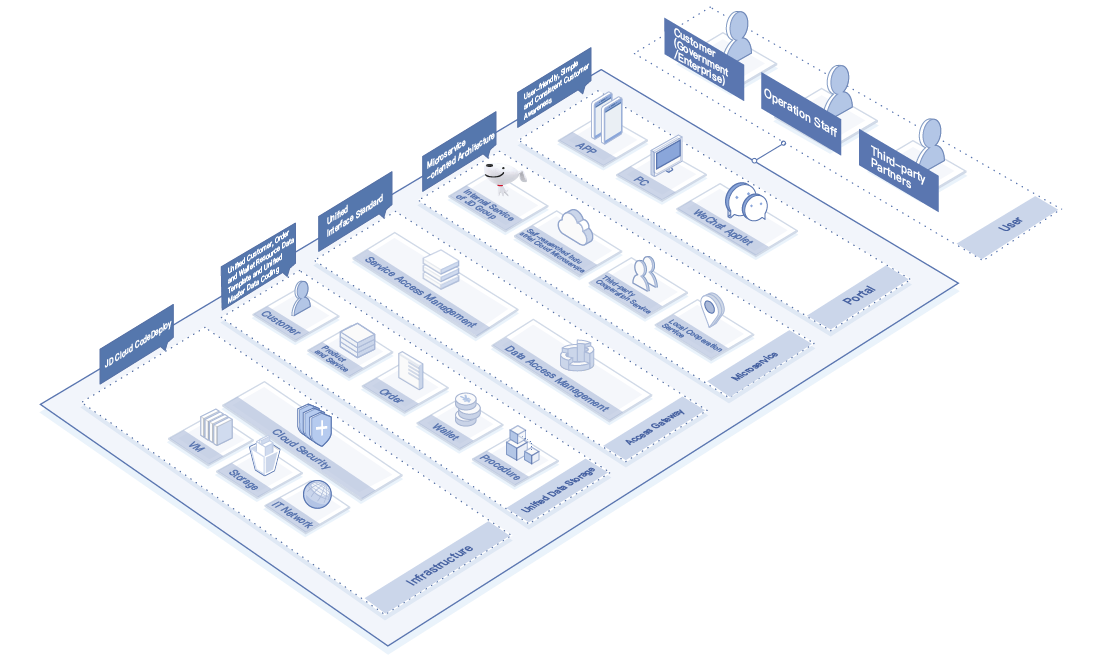 Customer
(Government
/Enterprise)
Operation Staff
Third-party
Partners
User
User-friendly, Simple
and Consistent Customer
Awareness
APP
PC
WeChat Applet
Portal
Microservice
-oriented Architecture
Internal Service
of JD Group
Third-party
Cooperation Service
Local Cooperation
Service
Microservice
Unified
Interface Standard
Service Access Management
Data Access Management
Access Gateway
Unified Customer, Order
and Wallet Resource Data
Template and Unified
Master Data Coding
Customer
Product
and Service
Order
Wallet
Procedure
Unified Data Storage
JD Cloud CodeDeploy
Cloud Security
VM
Storage
IT Network
Infrastructure